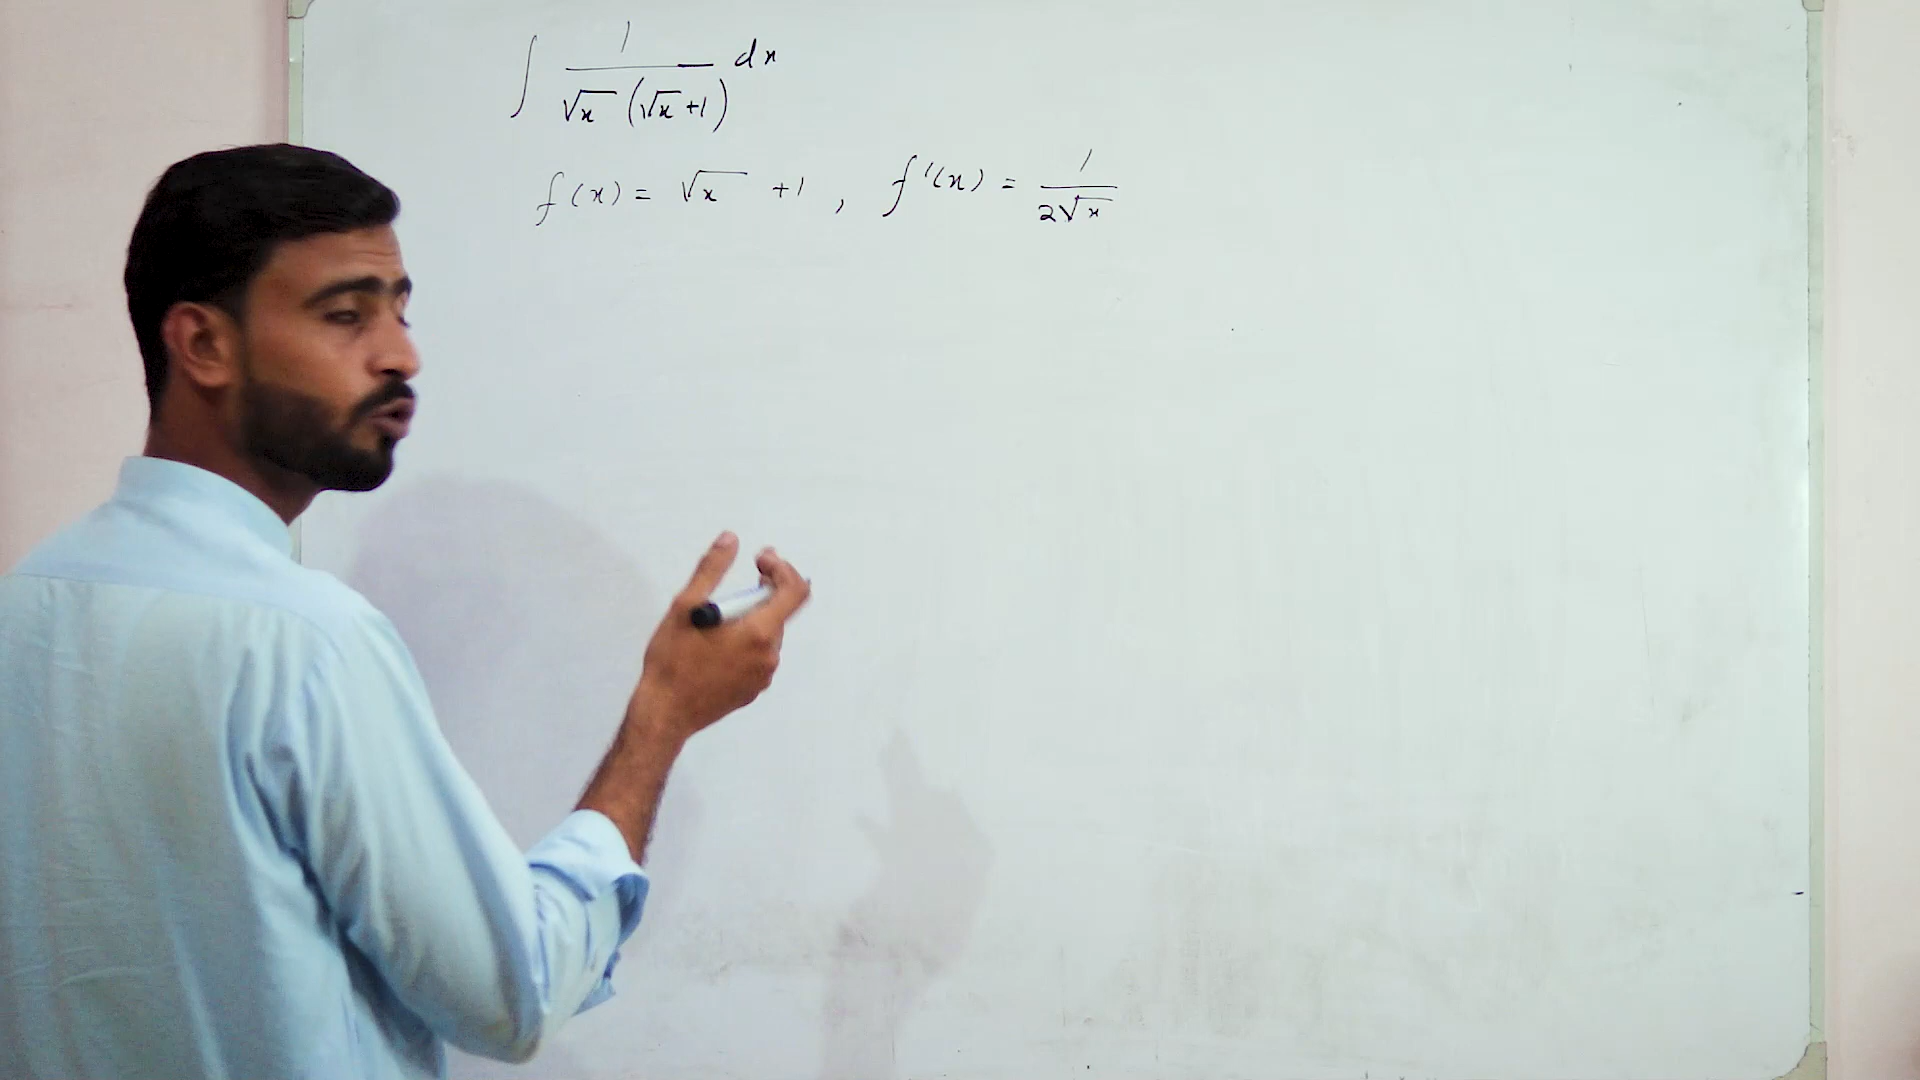 ∫ 1/(√x (√x +1)) dx
f(x) = √x +1 , f'(x) = 1/(2√x)